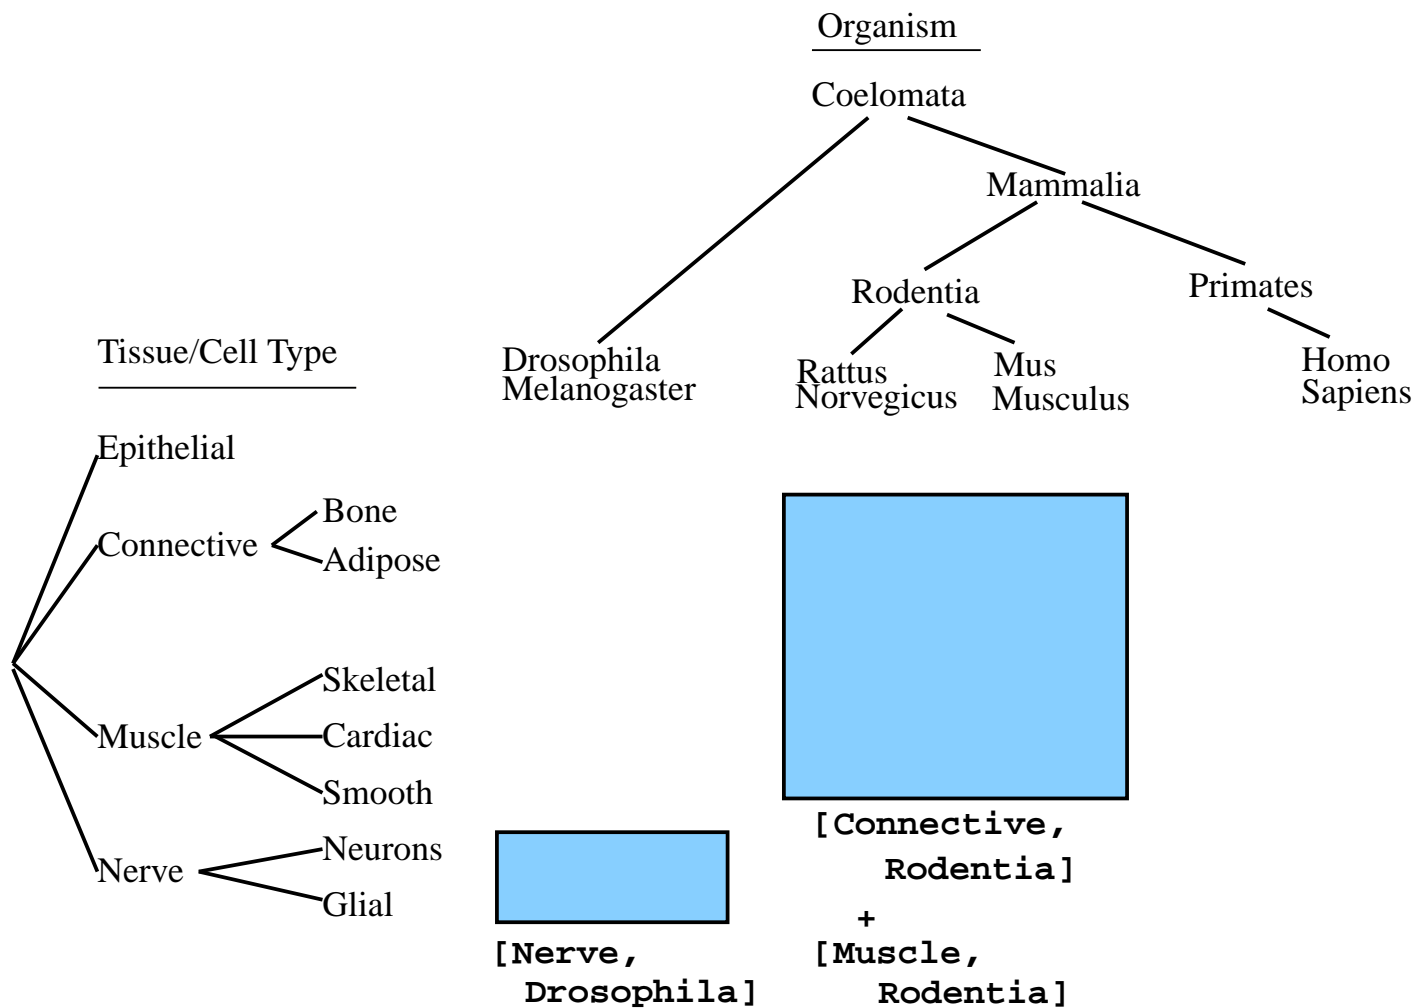 Organism
Coelomata
Mammalia
Rodentia
Primates
Drosophila
Melanogaster
Rattus
Norvegicus
Mus
Musculus
Homo
Sapiens
Tissue/Cell Type
Epithelial
Connective
Bone
Adipose
Muscle
Skeletal
Cardiac
Smooth
Nerve
Neurons
Glial
[Nerve,
Drosophila]
[Connective,
Rodentia]
+
[Muscle,
Rodentia]